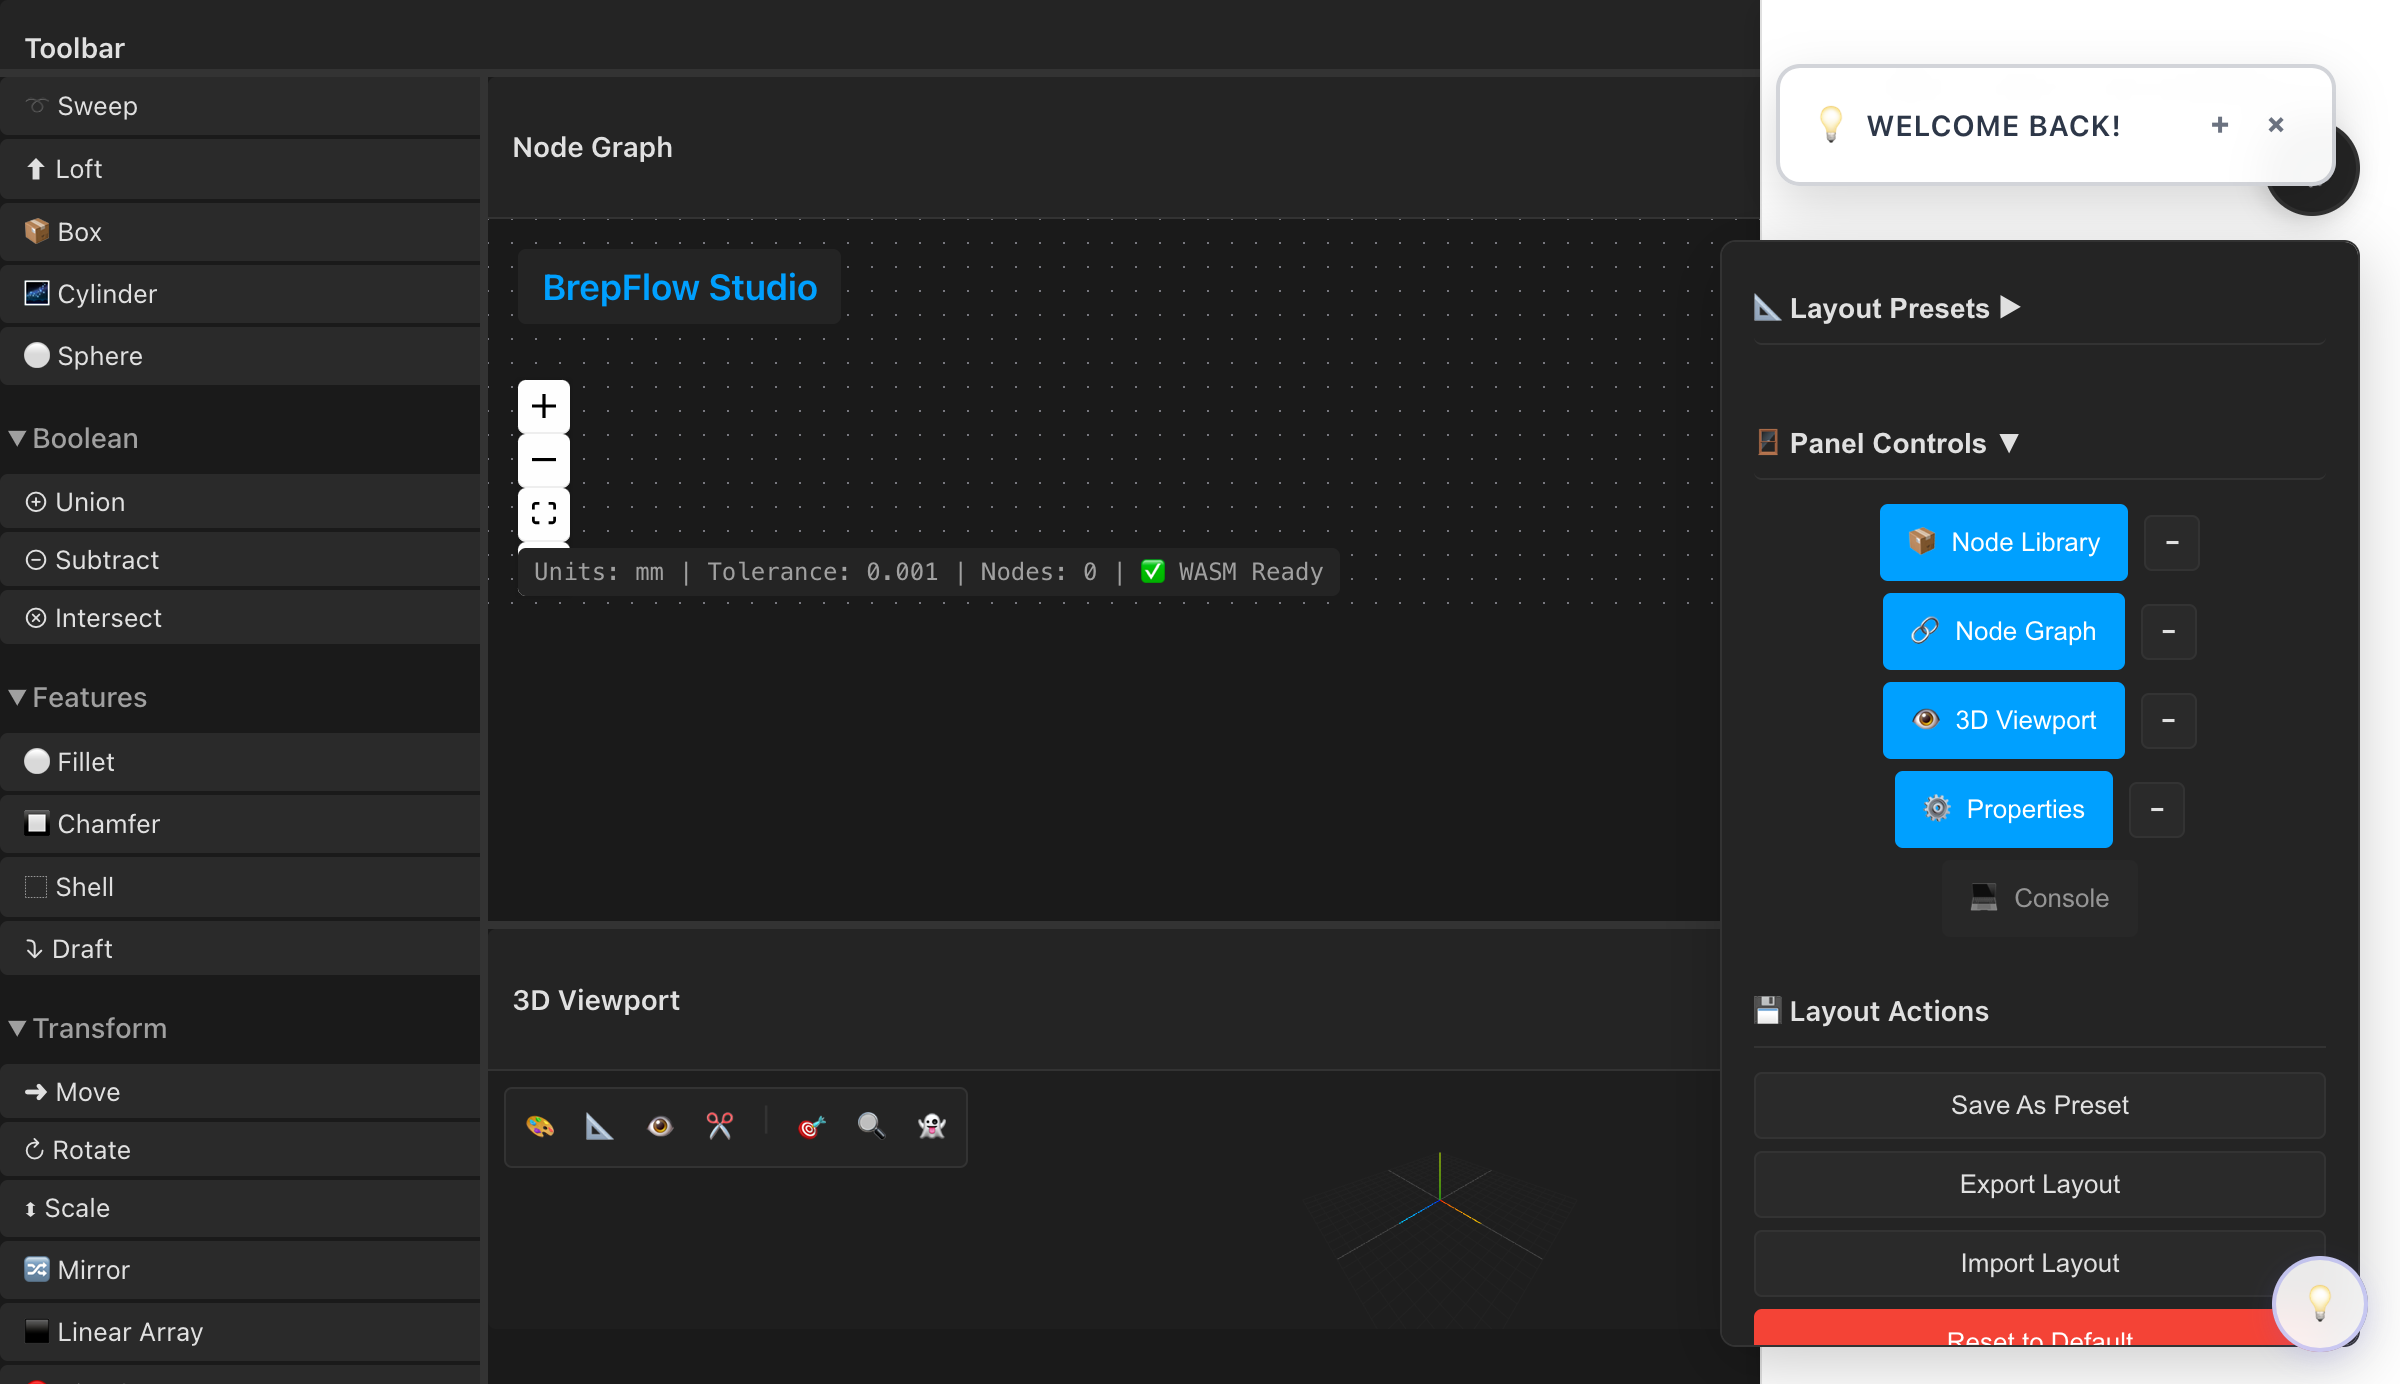 Toolbar
Sweep
Loft
Box
Cylinder
Sphere
Boolean
Union
Subtract
Intersect
Features
Fillet
Chamfer
Shell
Draft
Transform
Move
Rotate
Scale
Mirror
Linear Array
Node Graph
BrepFlow Studio
Units: mm | Tolerance: 0.001 | Nodes: 0 | ✅ WASM Ready
3D Viewport
WELCOME BACK!
Layout Presets
Panel Controls
Node Library
Node Graph
3D Viewport
Properties
Console
Layout Actions
Save As Preset
Export Layout
Import Layout
Reset to Default